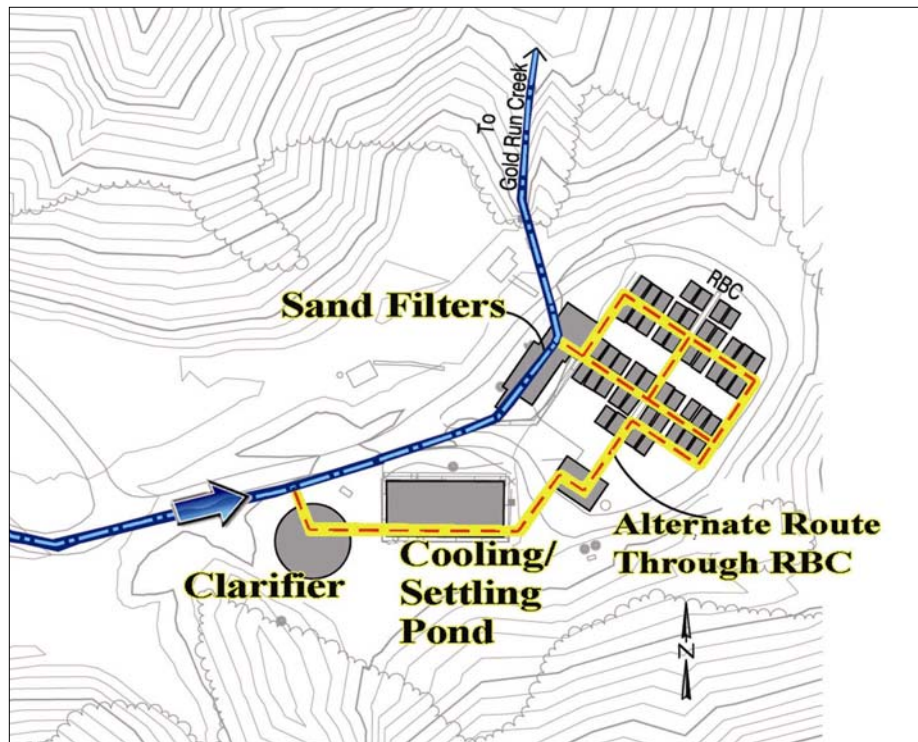 To
Gold Run Creek
RBC
Sand Filters
Alternate Route
Through RBC
Clarifier
Cooling/
Settling
Pond
N